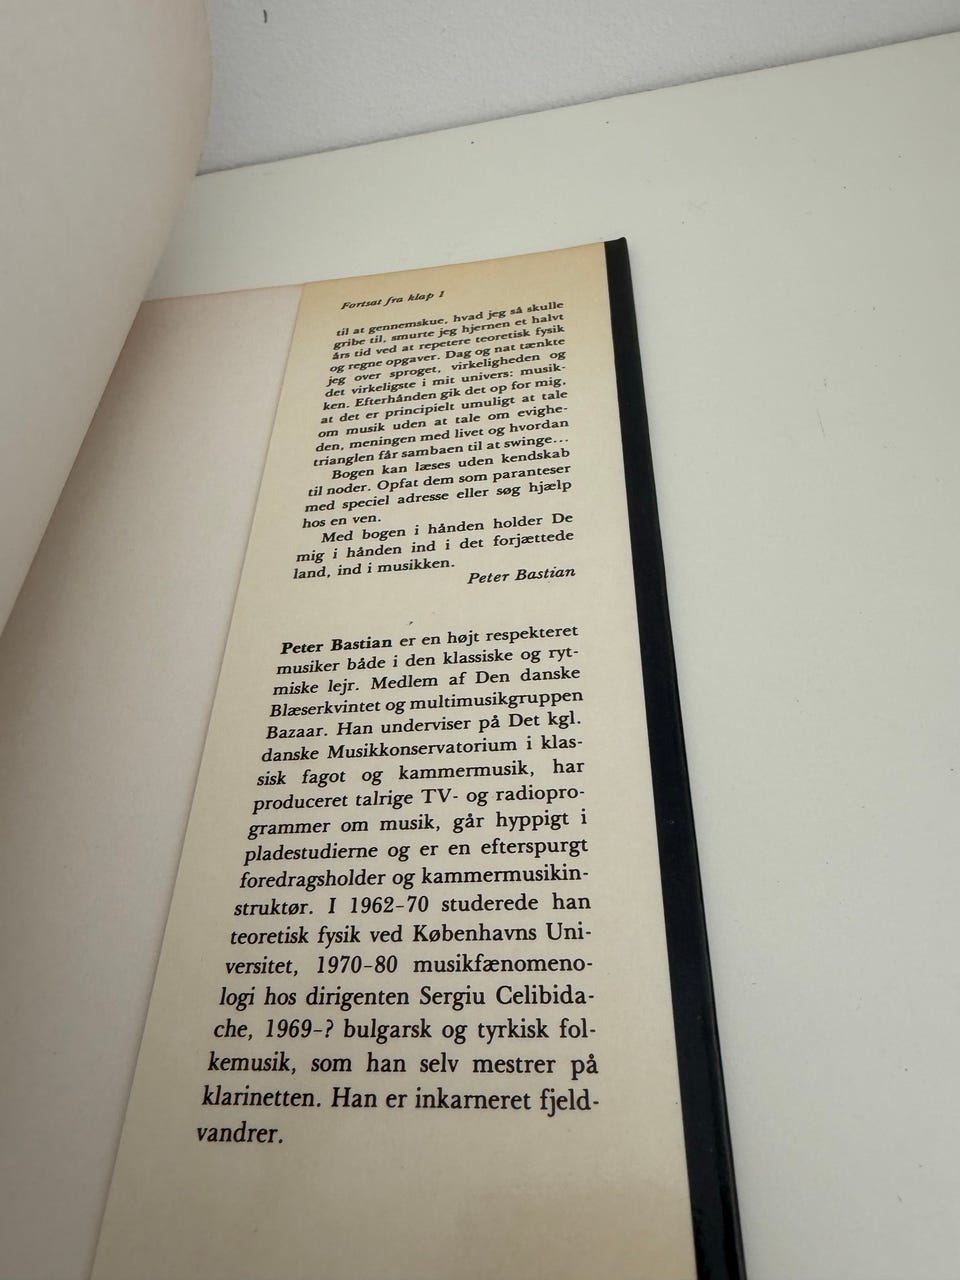 Fortsat fra klap 1
til at gennemskue, hvad jeg så skulle
gribe til, smurte jeg hjernen et halvt
års tid ved at repetere teoretisk fysik
og regne opgaver. Dag og nat tænkte
jeg over sproget, virkeligheden og
det virkeligste i mit univers: musik-
ken. Efterhånden gik det op for mig,
at det er principielt umuligt at tale
om musik uden at tale om evighe-
den, meningen med livet og hvordan
trianglen får sambaen til at swinge...
Bogen kan læses uden kendskab
til noder. Opfat dem som paranteser
med speciel adresse eller søg hjælp
hos en ven.
Med bogen i hånden holder De
mig i hånden ind i det forjættede
land, ind i musikken.
Peter Bastian
Peter Bastian er en højt respekteret
musiker både i den klassiske og ryt-
miske lejr. Medlem af Den danske
Blæserkvintet og multimusikgruppen
Bazaar. Han underviser på Det kgl.
danske Musikkonservatorium i klas-
sisk fagot og kammermusik, har
produceret talrige TV- og radiopro-
grammer om musik, går hyppigt i
pladestudierne og er en efterspurgt
foredragsholder og kammermusikin-
struktør. I 1962-70 studerede han
teoretisk fysik ved Københavns Uni-
versitet, 1970-80 musikfænomeno-
logi hos dirigenten Sergiu Celibida-
che, 1969-? bulgarsk og tyrkisk fol-
kemusik, som han selv mestrer på
klarinetten. Han er inkarneret fjeld-
vandrer.